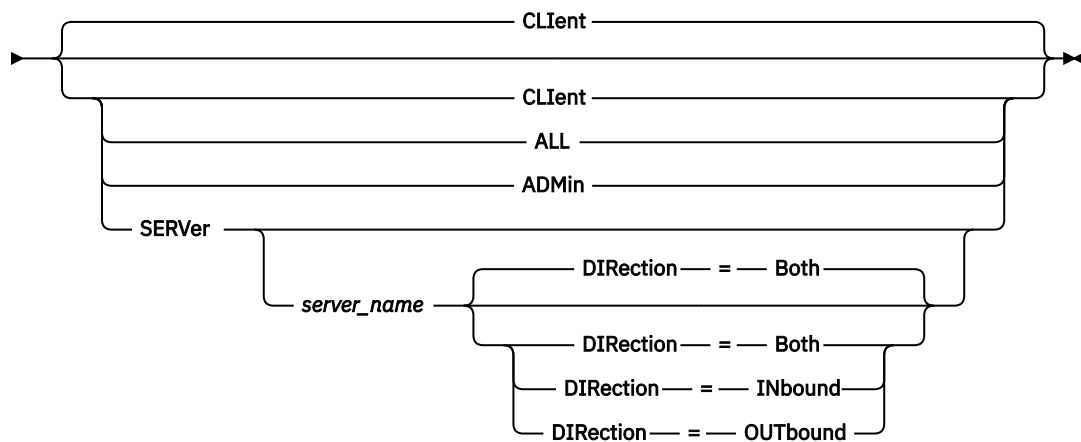 CLIent
CLIent
ALL
ADMin
SERVer
DIRection = Both
server_name
DIRection = Both
DIRection = INbound
DIRection = OUTbound